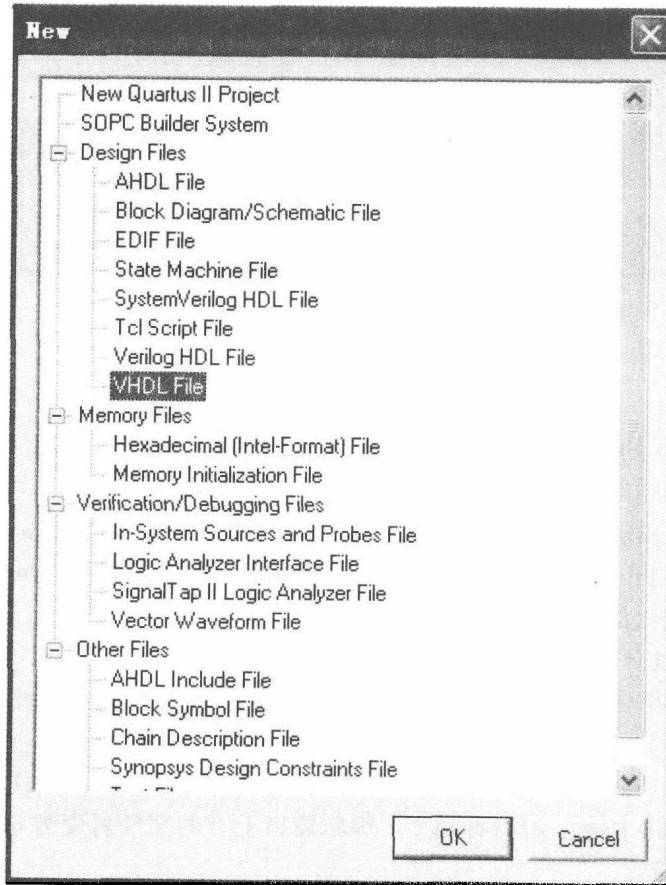 New
New Quartus II Project
SOPC Builder System
Design Files
AHDL File
Block Diagram/Schematic File
EDIF File
State Machine File
SystemVerilog HDL File
Tcl Script File
Verilog HDL File
VHDL File
Memory Files
Hexadecimal (Intel-Format) File
Memory Initialization File
Verification/Debugging Files
In-System Sources and Probes File
Logic Analyzer Interface File
SignalTap II Logic Analyzer File
Vector Waveform File
Other Files
AHDL Include File
Block Symbol File
Chain Description File
Synopsys Design Constraints File
OK
Cancel